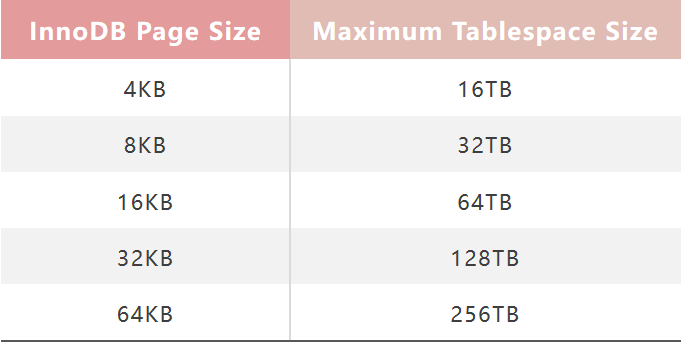 InnoDB Page Size Maximum Tablespace Size
4KB 16TB
8KB 32TB
16KB 64TB
32KB 128TB
64KB 256TB